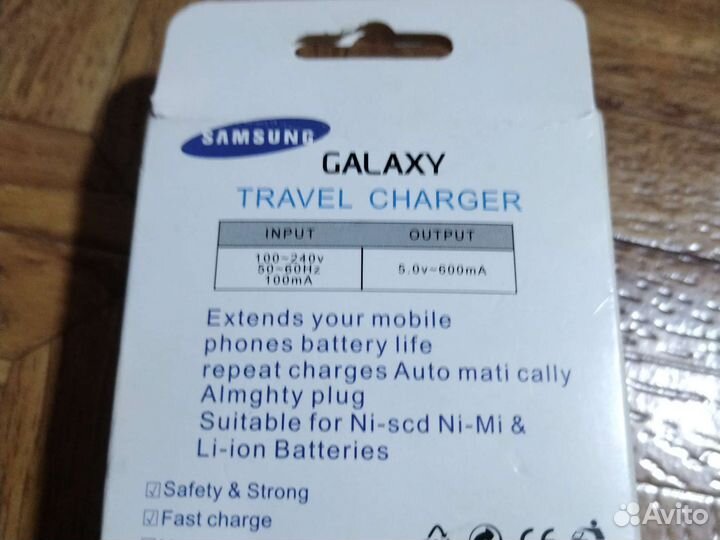 SAMSUNG
GALAXY
TRAVEL CHARGER
INPUT OUTPUT
100~240v
50~60Hz
100mA
5.0v=600mA
Extends your mobile
phones battery life
repeat charges Auto mati cally
Almghty plug
Suitable for Ni-scd Ni-Mi &
Li-ion Batteries
☑Safety & Strong
☑Fast charge
CE
Avito